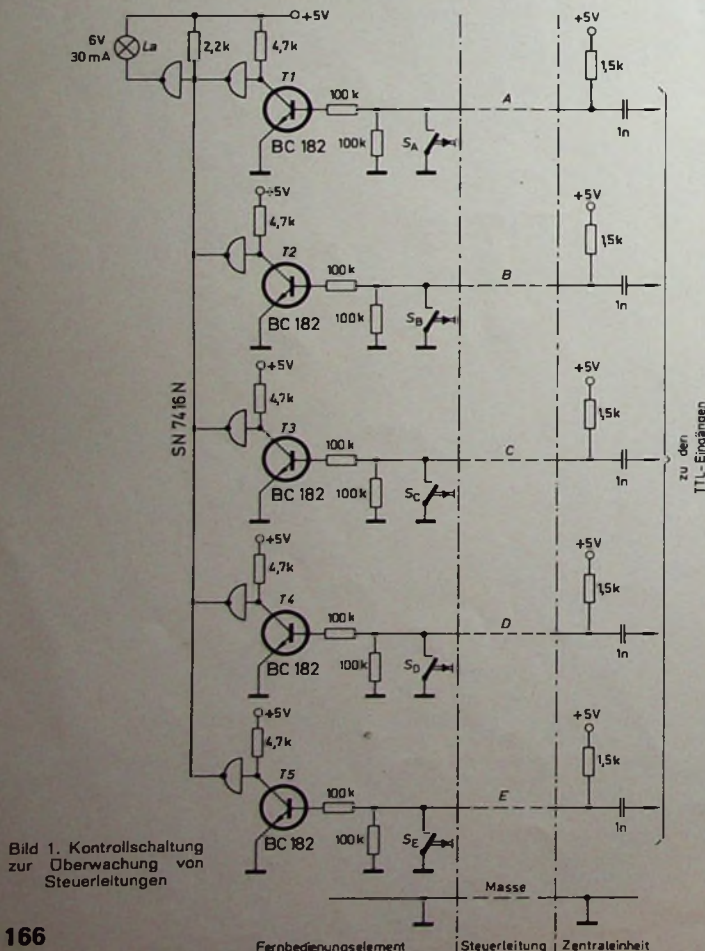 +5V
6V
30 mA
La
2,2k
4,7k
T1
100 k
BC 182
100k
SA
A
+5V
1,5k
1n
+5V
4,7k
T2
100k
BC 182
100k
SB
B
+5V
1,5k
1n
SN 7416 N
+5V
4,7k
T3
100k
BC 182
100k
SC
C
+5V
1,5k
1n
zu den
TTL-Eingängen
+5V
4,7k
T4
100k
BC 182
100k
SD
D
+5V
1,5k
1n
+5V
4,7k
T5
100k
BC 182
100k
SE
E
+5V
1,5k
1n
Bild 1. Kontrollschaltung
zur Überwachung von
Steuerleitungen
Masse
166
Fernbedienungselement
Steuerleitung
Zentraleinheit